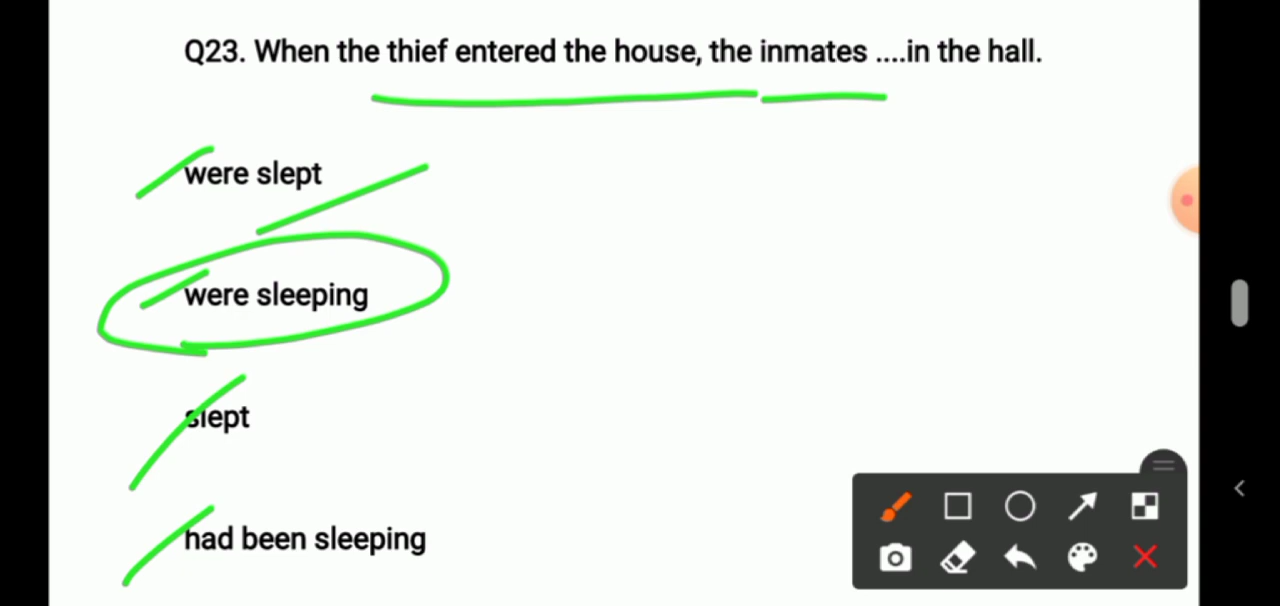 Q23. When the thief entered the house, the inmates ....in the hall.
were slept
were sleeping
slept
had been sleeping